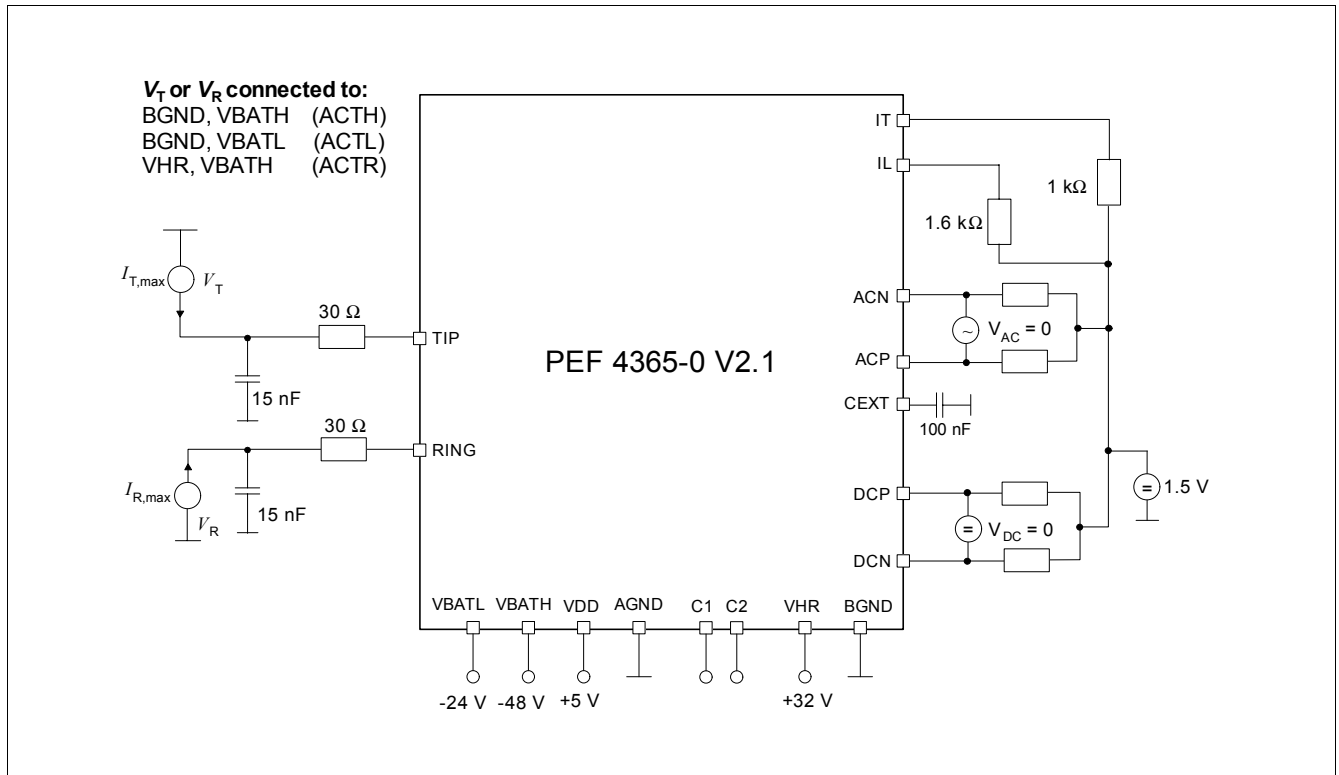 V_T or V_R connected to:
BGND, VBATH (ACTH)
BGND, VBATL (ACTL)
VHR, VBATH (ACTR)
IT
IL
1 kΩ
1.6 kΩ
I_T,max
V_T
30 Ω
TIP
15 nF
PEF 4365-0 V2.1
ACN
~
V_AC = 0
ACP
CEXT
100 nF
30 Ω
RING
I_R,max
V_R
15 nF
DCP
=
V_DC = 0
DCN
=
1.5 V
VBATL VBATH VDD AGND C1 C2 VHR BGND
-24 V -48 V +5 V +32 V